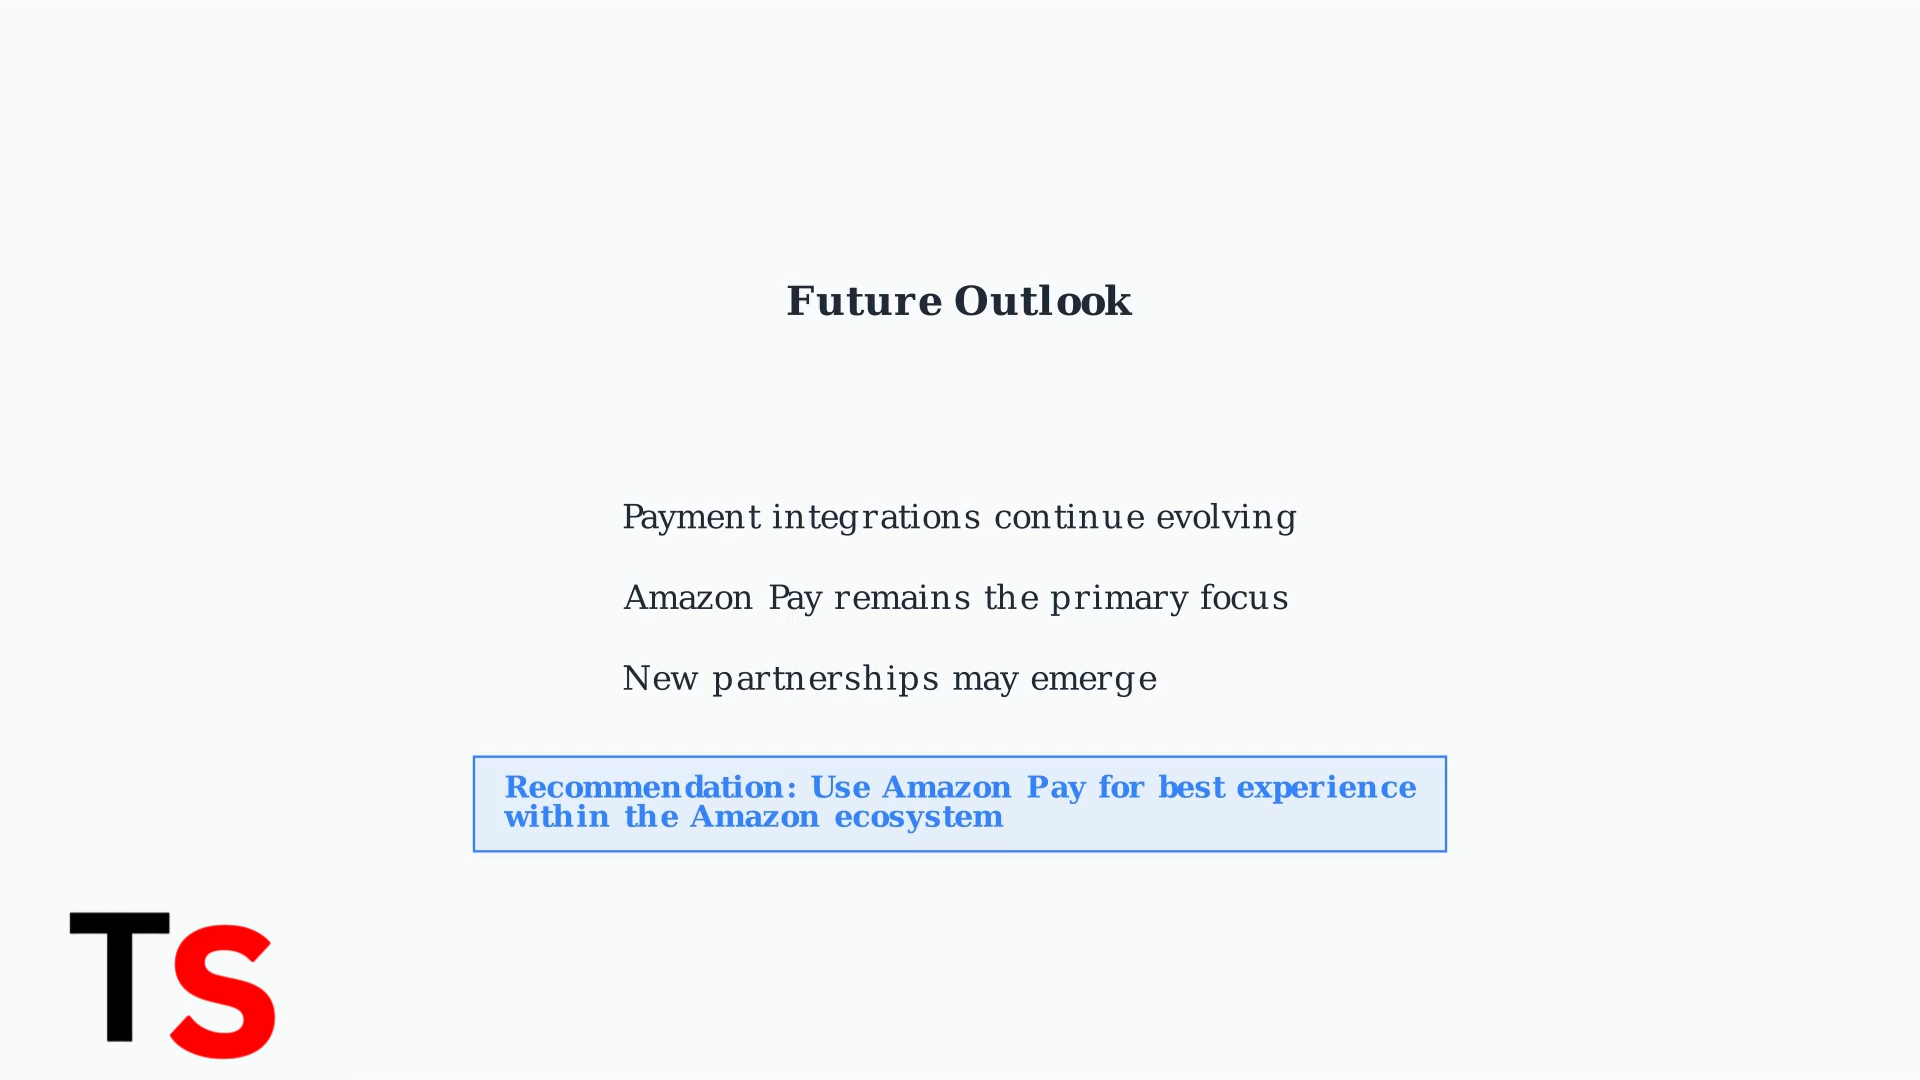 Future Outlook
Payment integrations continue evolving
Amazon Pay remains the primary focus
New partnerships may emerge
Recommendation: Use Amazon Pay for best experience
within the Amazon ecosystem
TS